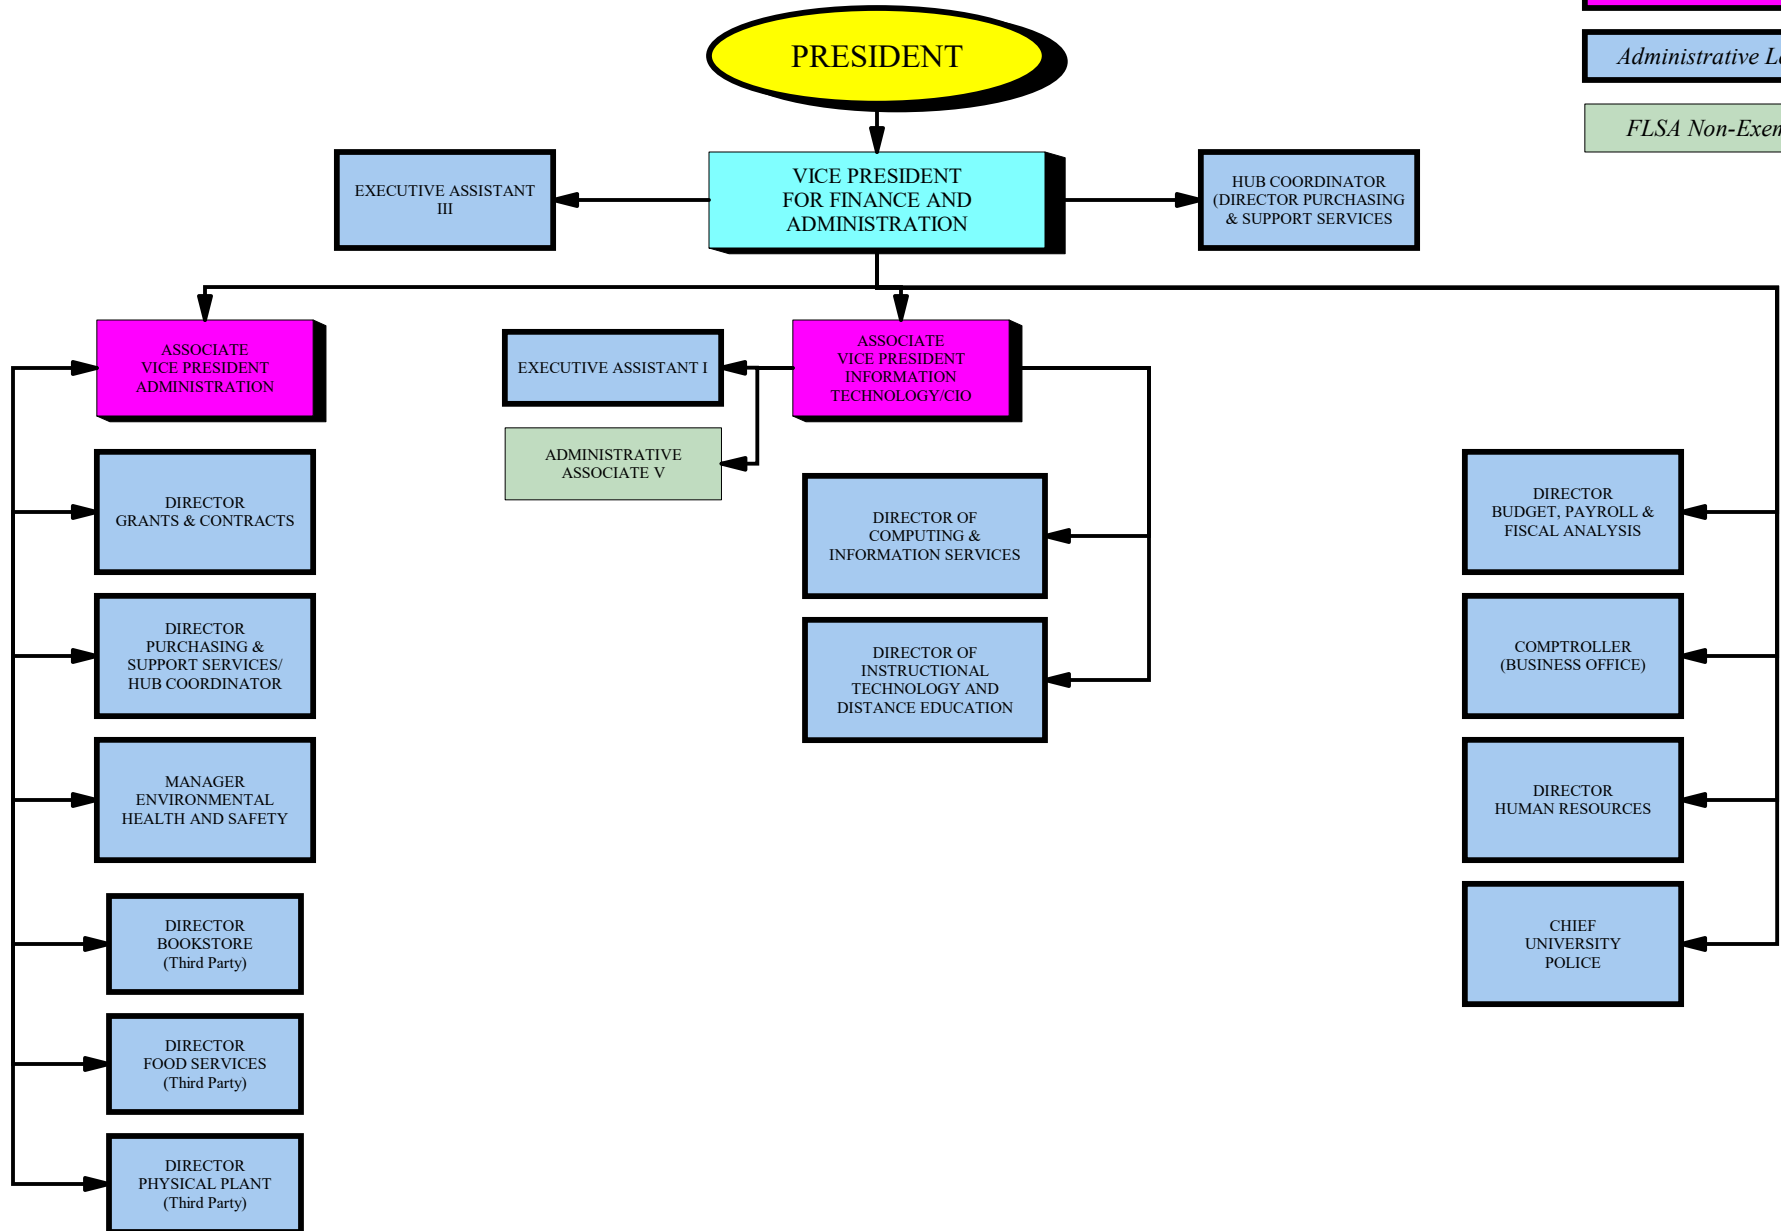 PRESIDENT
Administrative
FLSA
EXECUTIVE ASSISTANT
III
VICE PRESIDENT
FOR FINANCE AND
ADMINISTRATION
HUB COORDINATOR
(DIRECTOR PURCHASING
& SUPPORT SERVICES
ASSOCIATE
VICE PRESIDENT
ADMINISTRATION
EXECUTIVE ASSISTANT I
ADMINISTRATIVE
ASSOCIATE V
ASSOCIATE
VICE PRESIDENT
INFORMATION
TECHNOLOGY/CIO
DIRECTOR
GRANTS & CONTRACTS
DIRECTOR
PURCHASING &
SUPPORT SERVICES/
HUB COORDINATOR
MANAGER
ENVIRONMENTAL
HEALTH AND SAFETY
DIRECTOR
BOOKSTORE
(Third Party)
DIRECTOR
FOOD SERVICES
(Third Party)
DIRECTOR
PHYSICAL PLANT
(Third Party)
DIRECTOR OF
COMPUTING &
INFORMATION SERVICES
DIRECTOR OF
INSTRUCTIONAL
TECHNOLOGY AND
DISTANCE EDUCATION
DIRECTOR
BUDGET, PAYROLL &
FISCAL ANALYSIS
COMPTROLLER
(BUSINESS OFFICE)
DIRECTOR
HUMAN RESOURCES
CHIEF
UNIVERSITY
POLICE